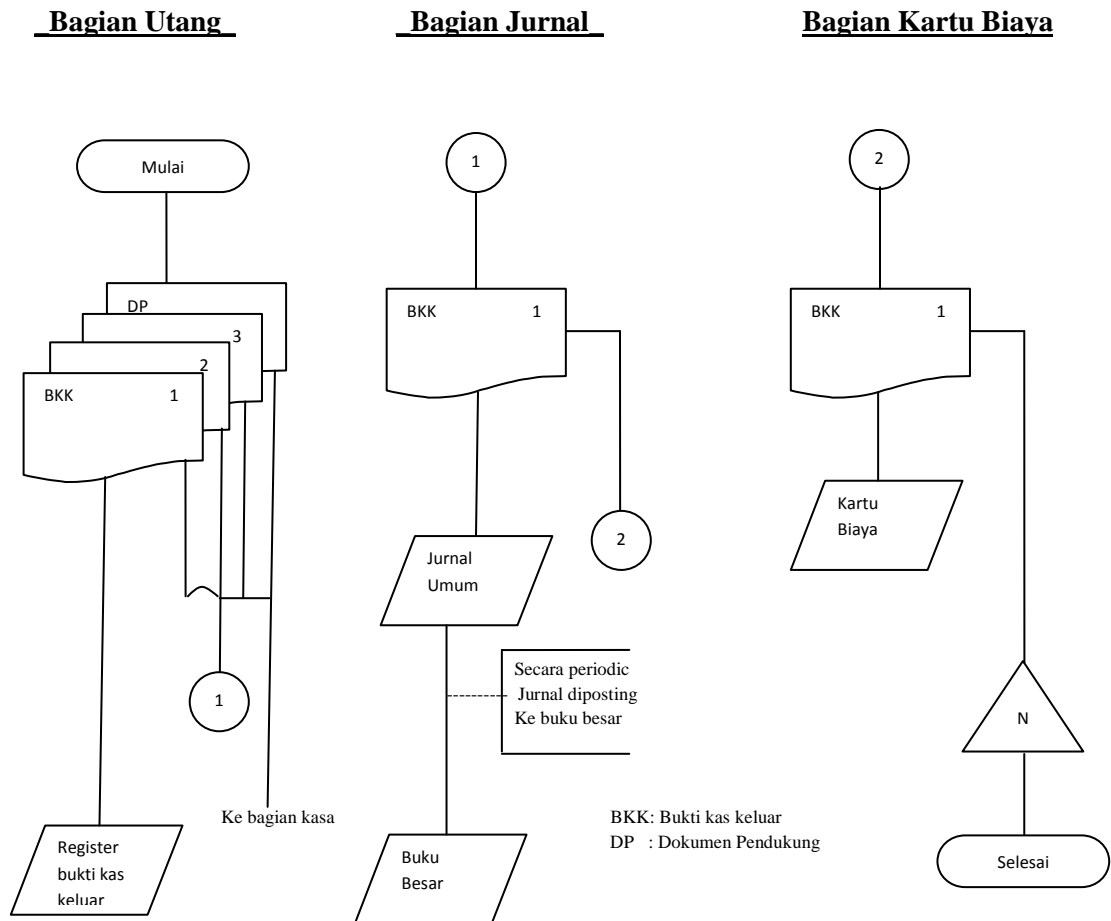 Bagian Utang
Bagian Jurnal
Bagian Kartu Biaya
Mulai
DP
3
2
BKK 1
1
Ke bagian kasa
Register
bukti kas
keluar
1
BKK 1
2
Jurnal
Umum
Secara periodic
Jurnal diposting
Ke buku besar
Buku
Besar
2
BKK 1
Kartu
Biaya
N
Selesai
BKK: Bukti kas keluar
DP : Dokumen Pendukung